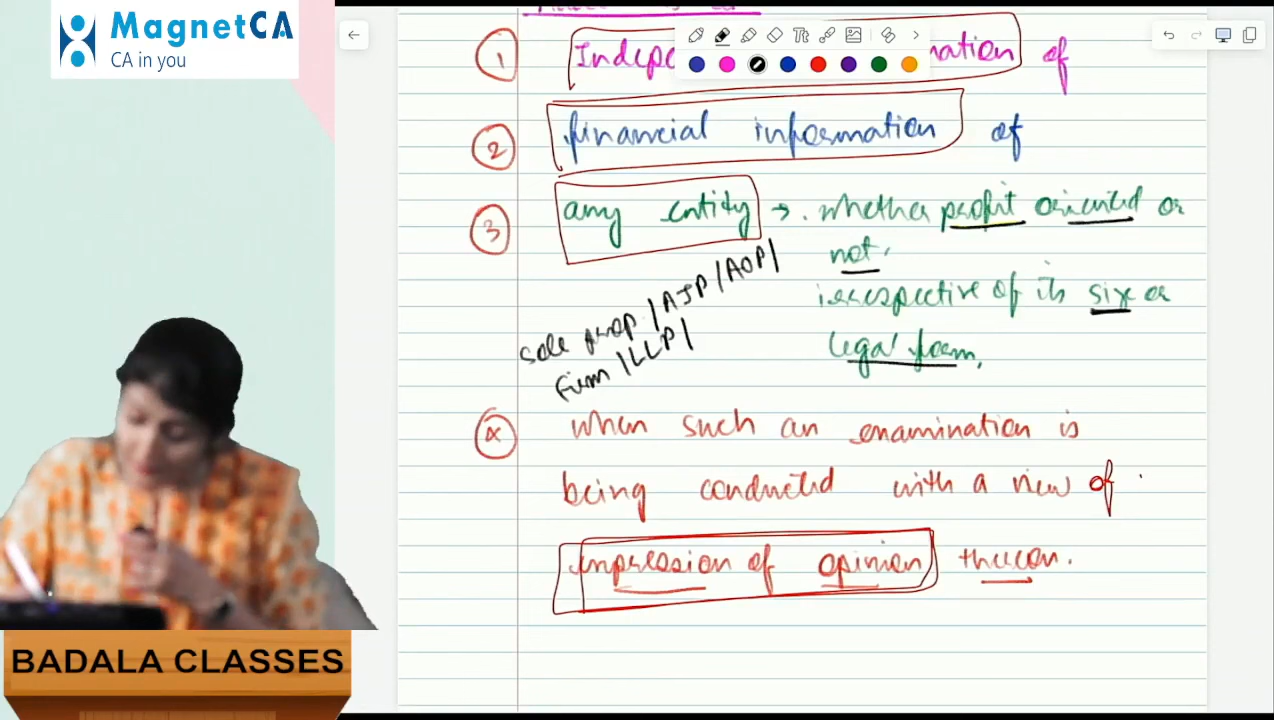 MagnetCA
CA in you
① Indepe nation of
② financial information of
③ any entity → . whether profit oriented or
not.
irrespective of its size or
legal form.
sole prop / AJP / AOP /
Firm / LLP /
④ when such an examination is
being conducted with a view of
expression of opinion thereon.
BADALA CLASSES